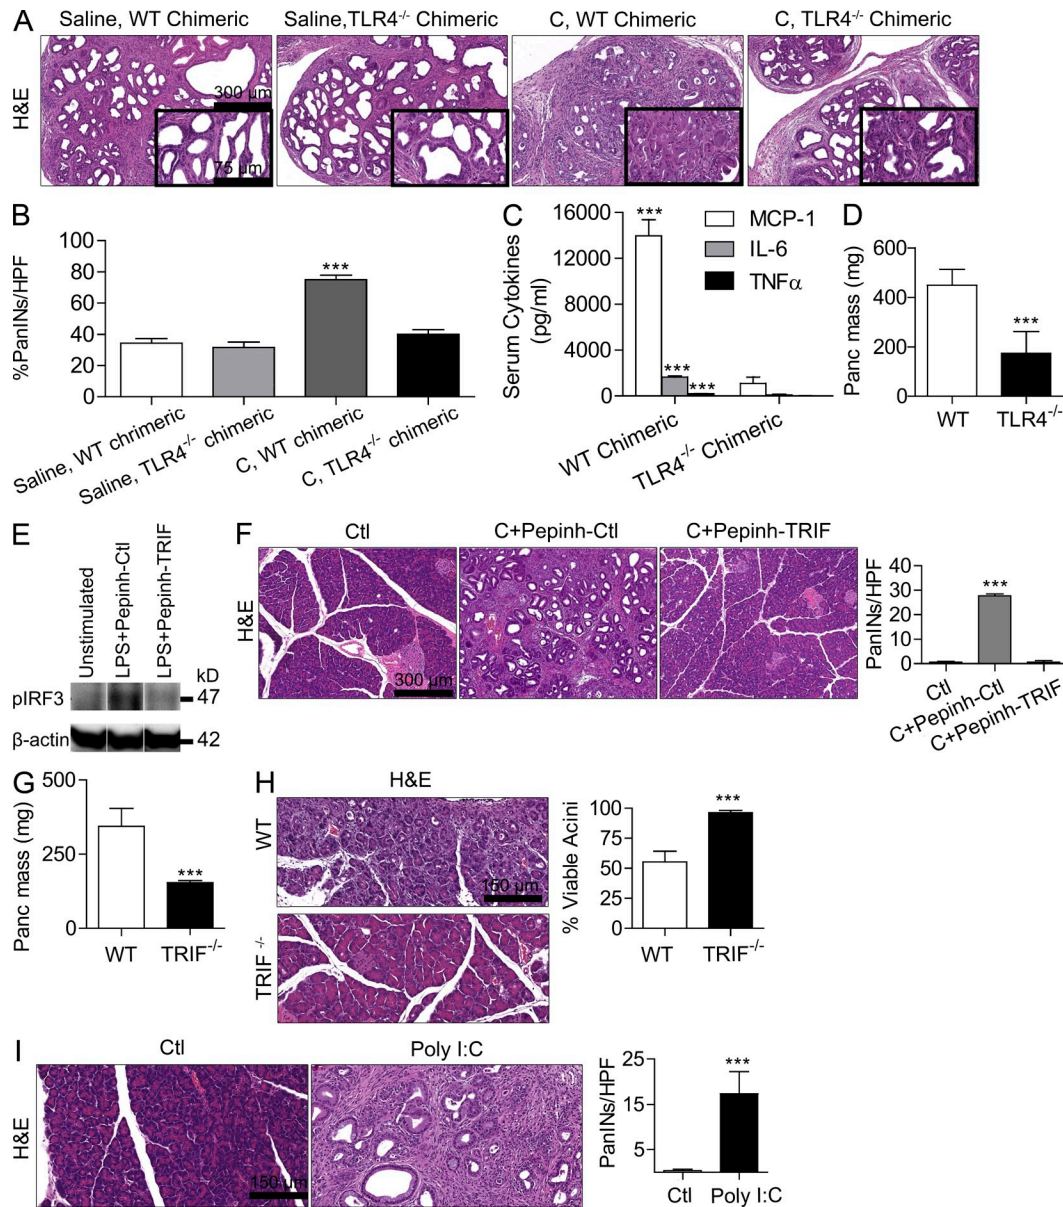 A
Saline, WT Chimeric
Saline,TLR4-/- Chimeric
C, WT Chimeric
C, TLR4-/- Chimeric
H&E
300 µm
75 µm
B
%PanINs/HPF
100
80
60
40
20
0
***
Saline, WT chrimeric
Saline, TLR4-/- chimeric
C, WT chimeric
C, TLR4-/- chimeric
C
Serum Cytokines
(pg/ml)
16000
12000
8000
4000
0
***
***
***
MCP-1
IL-6
TNFα
WT Chimeric
TLR4-/- Chimeric
D
Panc mass (mg)
600
400
200
0
***
WT
TLR4-/-
E
Unstimulated
LPS+Pepinh-Ctl
LPS+Pepinh-TRIF
kD
pIRF3
47
β-actin
42
F
Ctl
C+Pepinh-Ctl
C+Pepinh-TRIF
H&E
300 µm
PanINs/HPF
40
30
20
10
0
***
Ctl
C+Pepinh-Ctl
C+Pepinh-TRIF
G
Panc mass (mg)
500
250
0
***
WT
TRIF-/-
H
H&E
WT
150 µm
TRIF -/-
% Viable Acini
100
75
50
25
0
***
WT
TRIF-/-
I
Ctl
Poly I:C
H&E
150 µm
PanINs/HPF
25
15
5
***
Ctl
Poly I:C